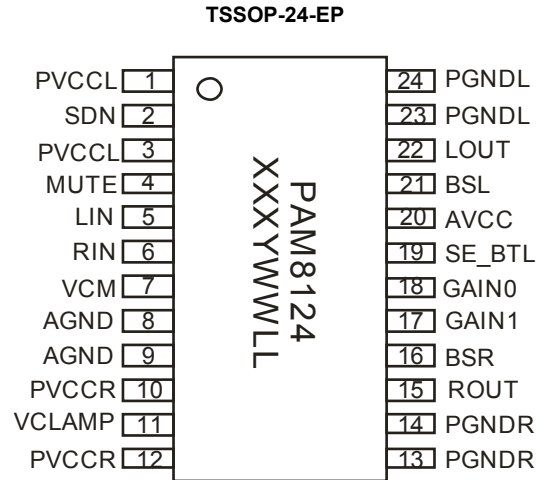 TSSOP-24-EP
PVCCL 1
SDN 2
PVCCL 3
MUTE 4
LIN 5
RIN 6
VCM 7
AGND 8
AGND 9
PVCCR 10
VCLAMP 11
PVCCR 12
PAM8124
XXXYWWLL
24 PGNDL
23 PGNDL
22 LOUT
21 BSL
20 AVCC
19 SE_BTL
18 GAIN0
17 GAIN1
16 BSR
15 ROUT
14 PGNDR
13 PGNDR